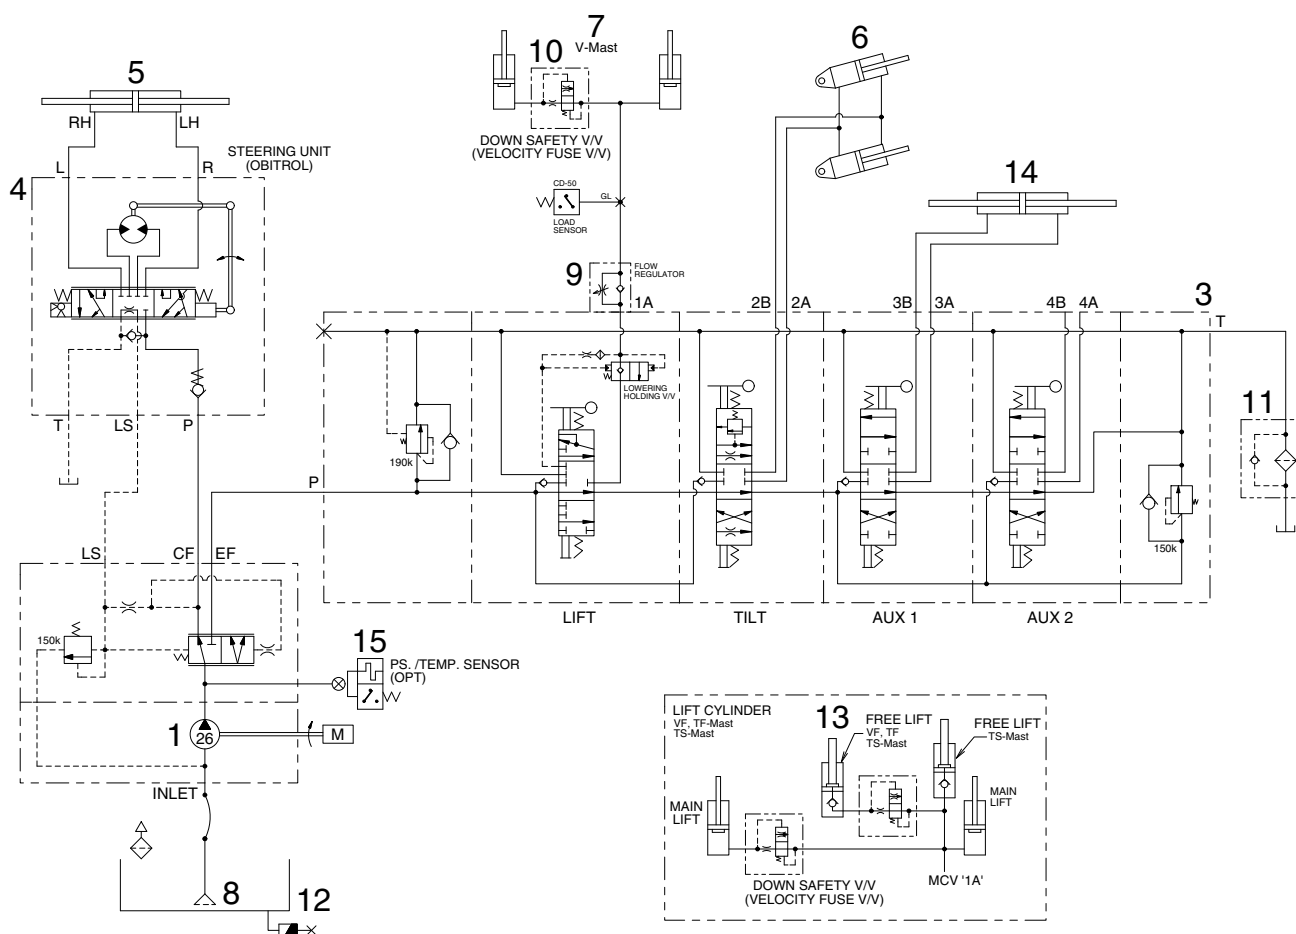 7
V-Mast
6
10
5
RH
LH
DOWN SAFETY V/V
(VELOCITY FUSE V/V)
STEERING UNIT
(OBITROL)
L
R
4
CD-50
GL
LOAD
SENSOR
14
9
FLOW
REGULATOR
1A
2B
2A
3B
3A
4B
4A
3
T
LOWERING
HOLDING V/V
11
T
LS
P
190k
P
150k
LS
CF
EF
LIFT
TILT
AUX 1
AUX 2
150k
15
PS. /TEMP. SENSOR
(OPT)
1
26
M
INLET
8
12
LIFT CYLINDER
VF, TF-Mast
TS-Mast
13
FREE LIFT
VF, TF
TS-Mast
FREE LIFT
TS-Mast
MAIN
LIFT
MAIN
LIFT
DOWN SAFETY V/V
(VELOCITY FUSE V/V)
MCV '1A'